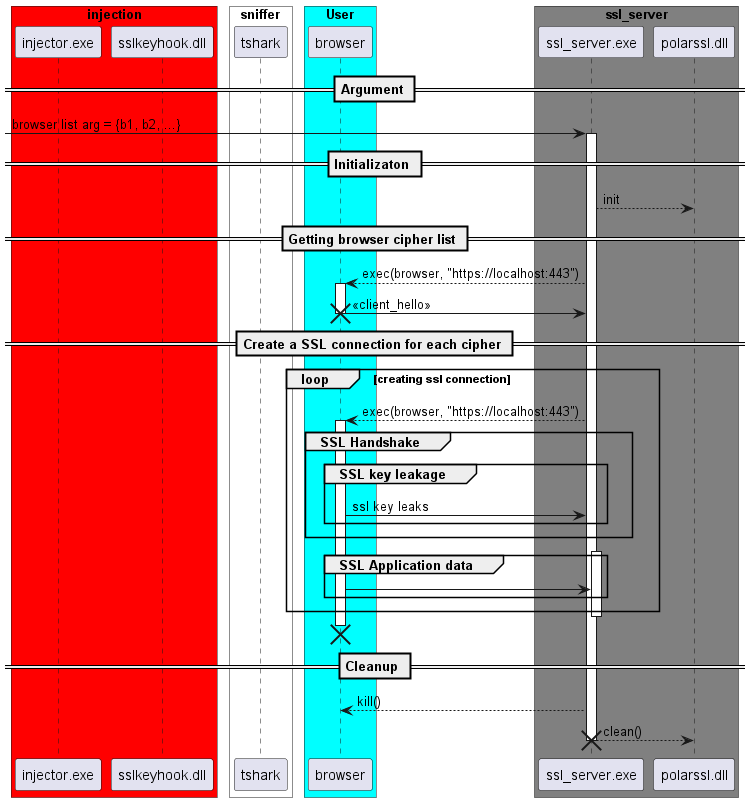 injection
sniffer
User
ssl_server
injector.exe
sslkeyhook.dll
tshark
browser
ssl_server.exe
polarssl.dll
Argument
browser list arg = {b1, b2, ...}
Initializaton
init
Getting browser cipher list
exec(browser, "https://localhost:443")
«client_hello»
Create a SSL connection for each cipher
loop
[creating ssl connection]
exec(browser, "https://localhost:443")
SSL Handshake
SSL key leakage
ssl key leaks
SSL Application data
Cleanup
kill()
clean()
injector.exe
sslkeyhook.dll
tshark
browser
ssl_server.exe
polarssl.dll